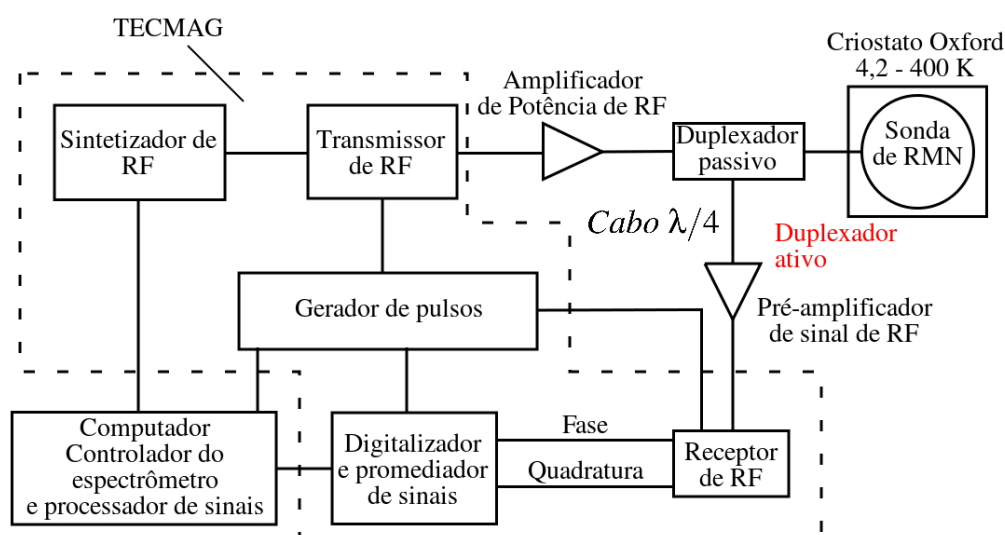 TECMAG
Criostato Oxford
4,2 - 400 K
Amplificador
de Potência de RF
Sintetizador de
RF
Transmissor
de RF
Duplexador
passivo
Sonda
de RMN
Cabo λ/4
Duplexador
ativo
Gerador de pulsos
Pré-amplificador
de sinal de RF
Computador
Controlador do
espectrômetro
e processador de sinais
Digitalizador
e promediador
de sinais
Fase
Quadratura
Receptor
de RF